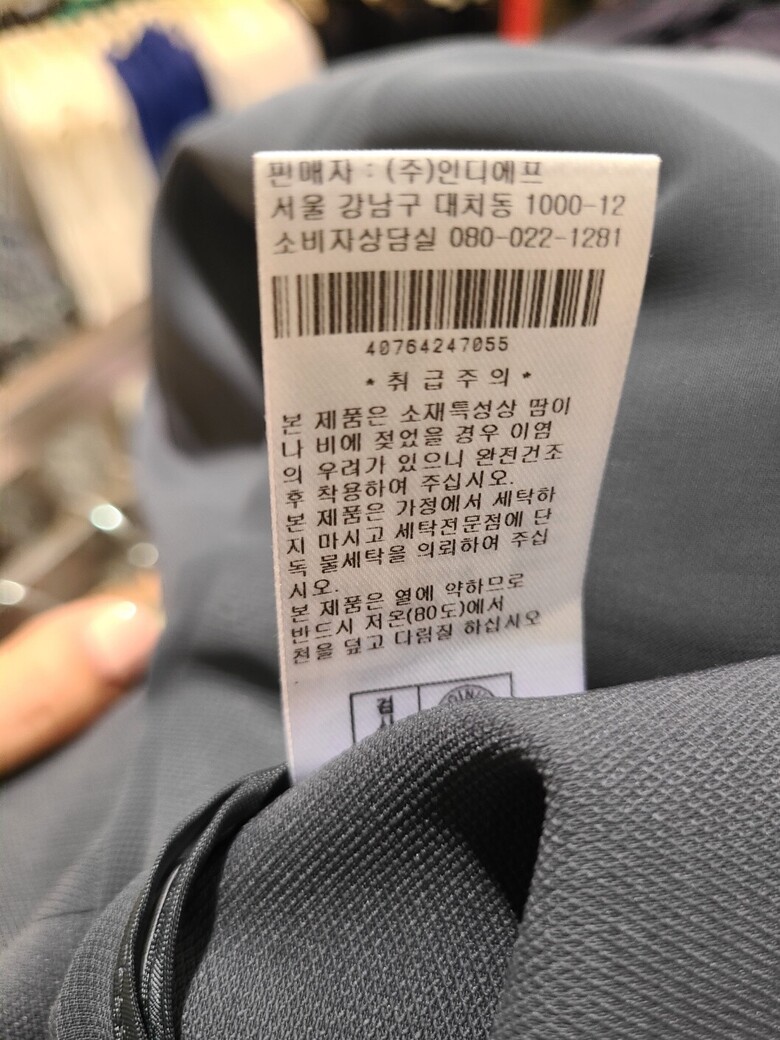 판매자 : (주)인디에프
서울 강남구 대치동 1000-12
소비자상담실 080-022-1281
40764247055
* 취 급 주 의 *
본 제품은 소재특성상 땀이
나 비에 젖었을 경우 이염
의 우려가 있으니 완전건조
후 착용하여 주십시오.
본 제품은 가정에서 세탁하
지 마시고 세탁전문점에 단
독 물세탁을 의뢰하여 주십
시오.
본 제품은 열에 약하므로
반드시 저온(80도)에서
천을 덮고 다림질 하십시오
검